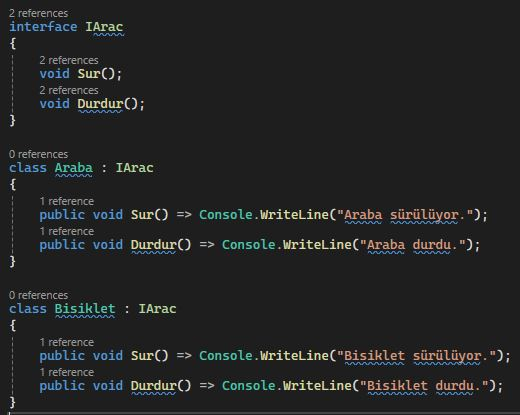 2 references
interface IArac
{
2 references
void Sur();
2 references
void Durdur();
}
0 references
class Araba : IArac
{
1 reference
public void Sur() => Console.WriteLine("Araba sürülüyor.");
1 reference
public void Durdur() => Console.WriteLine("Araba durdu.");
}
0 references
class Bisiklet : IArac
{
1 reference
public void Sur() => Console.WriteLine("Bisiklet sürülüyor.");
1 reference
public void Durdur() => Console.WriteLine("Bisiklet durdu.");
}